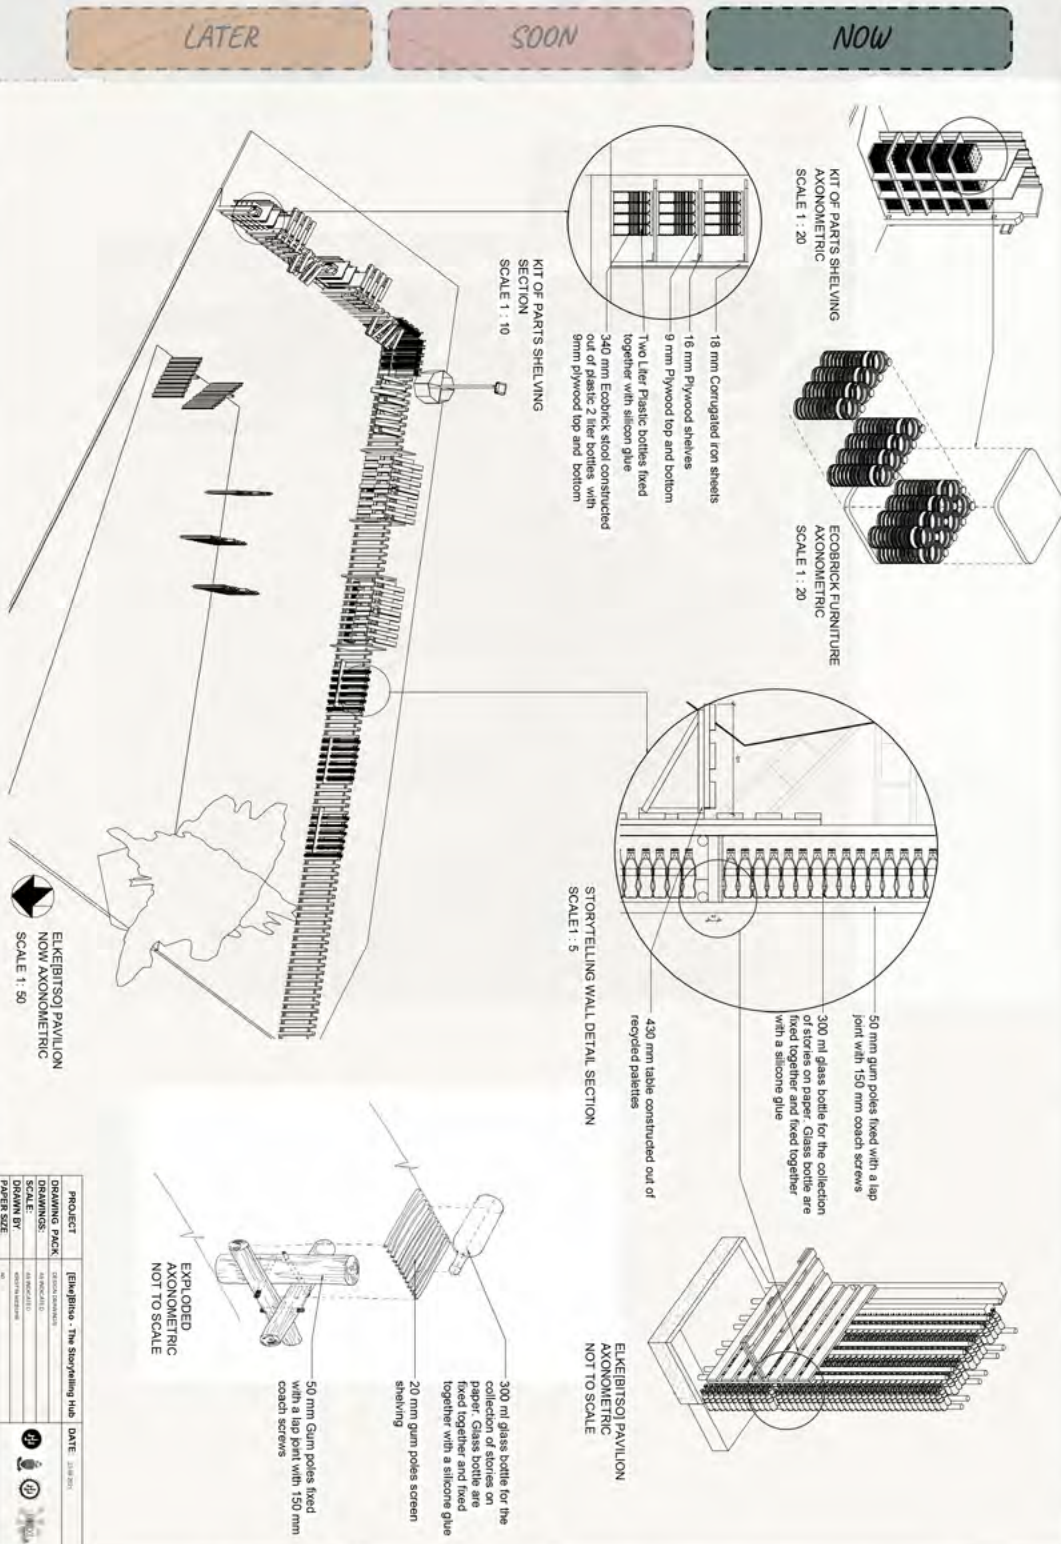 LATER
SOON
NOW
KIT OF PARTS SHELVING
AXONOMETRIC
SCALE 1 : 20
ECOBRICK FURNITURE
AXONOMETRIC
SCALE 1 : 20
18 mm Corrugated iron sheets
16 mm Plywood shelves
9 mm Plywood top and bottom
Two Liter Plastic bottles fixed
together with silicon glue
340 mm Ecobrick stool constructed
out of plastic 2 liter bottles with
9mm plywood top and bottom
KIT OF PARTS SHELVING
SECTION
SCALE 1 : 10
50 mm gum poles fixed with a lap
joint with 150 mm coach screws
300 ml glass bottle for the collection
of stories on paper. Glass bottle are
fixed together and fixed together
with a silicone glue
430 mm table constructed out of
recycled palettes
STORYTELLING WALL DETAIL SECTION
SCALE1 : 5
ELKE[BITSO] PAVILION
AXONOMETRIC
NOT TO SCALE
300 ml glass bottle for the
collection of stories on
paper. Glass bottle are
fixed together and fixed
together with a silicone glue
20 mm gum poles screen
shelving
50 mm Gum poles fixed
with a lap joint with 150 mm
coach screws
EXPLODED
AXONOMETRIC
NOT TO SCALE
ELKE[BITSO] PAVILION
NOW AXONOMETRIC
SCALE 1: 50
PROJECT [Elke]Bitso - The Storytelling Hub DATE:
DRAWING PACK
DRAWINGS: AS INDICATED
SCALE: AS INDICATED
DRAWN BY
PAPER SIZE